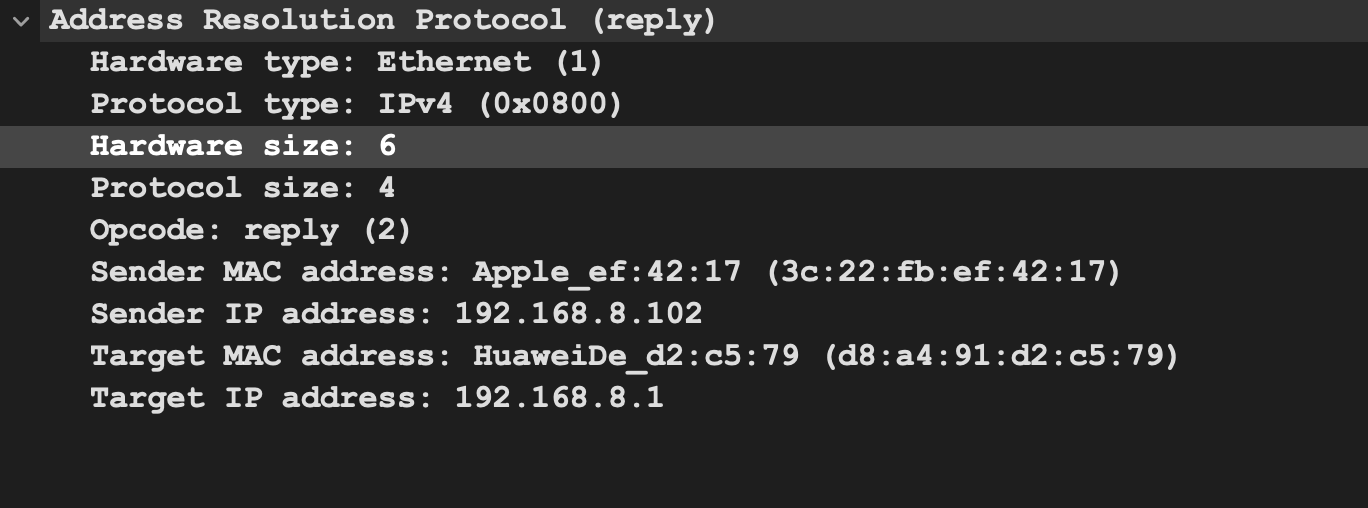 Address Resolution Protocol (reply)
Hardware type: Ethernet (1)
Protocol type: IPv4 (0x0800)
Hardware size: 6
Protocol size: 4
Opcode: reply (2)
Sender MAC address: Apple_ef:42:17 (3c:22:fb:ef:42:17)
Sender IP address: 192.168.8.102
Target MAC address: HuaweiDe_d2:c5:79 (d8:a4:91:d2:c5:79)
Target IP address: 192.168.8.1